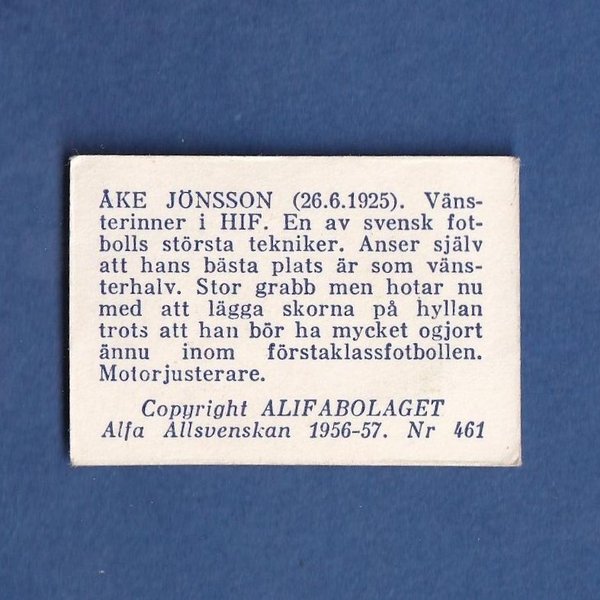 ÅKE JÖNSSON (26.6.1925). Väns-
terinner i HIF. En av svensk fot-
bolls största tekniker. Anser själv
att hans bästa plats är som väns-
terhalv. Stor grabb men hotar nu
med att lägga skorna på hyllan
trots att han bör ha mycket ogjort
ännu inom förstaklassfotbollen.
Motorjusterare.
Copyright ALIFABOLAGET
Alfa Allsvenskan 1956-57. Nr 461